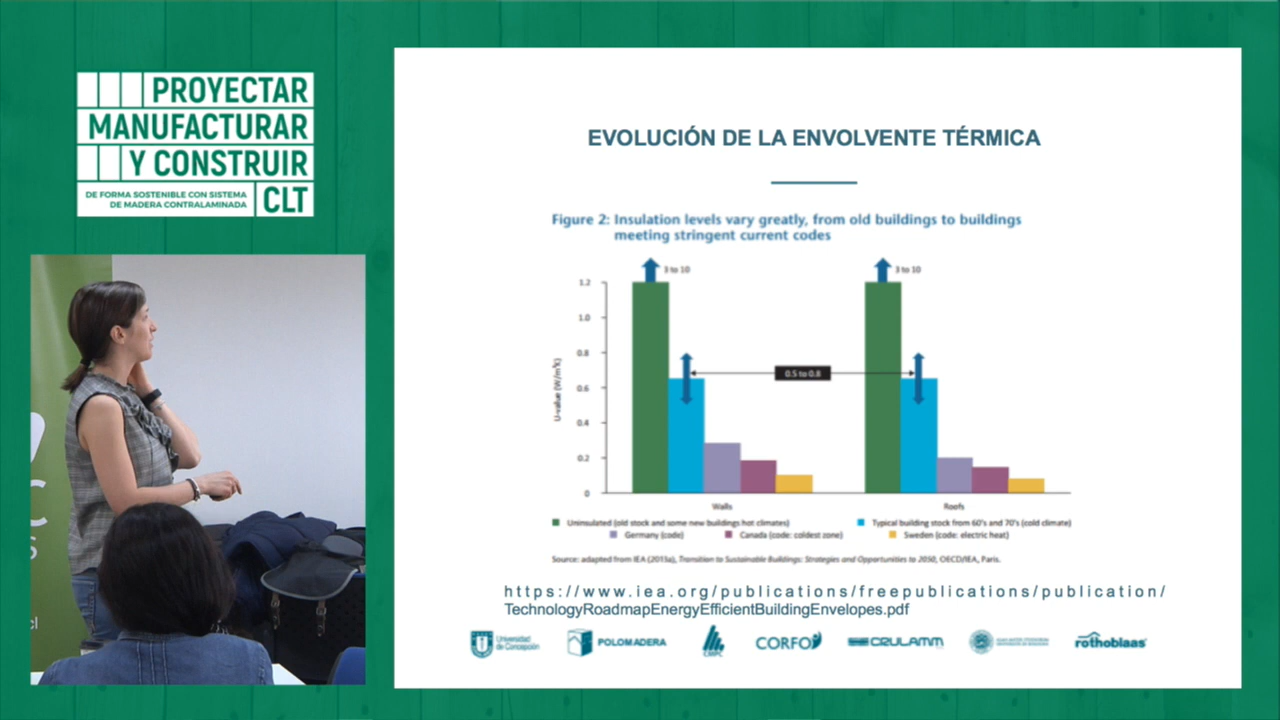 PROYECTAR
MANUFACTURAR
Y CONSTRUIR
DE FORMA SOSTENIBLE CON SISTEMA
DE MADERA CONTRALAMINADA
CLT
EVOLUCIÓN DE LA ENVOLVENTE TÉRMICA
Figure 2: Insulation levels vary greatly, from old buildings to buildings
meeting stringent current codes
3 to 10
3 to 10
1.2
1.0
0.8
0.6
0.4
0.2
0
U-value (W/m²K)
0.5 to 0.8
Walls
Roofs
Uninsulated (old stock and some new buildings hot climates)
Typical building stock from 60's and 70's (cold climate)
Germany (code)
Canada (code: coldest zone)
Sweden (code: electric heat)
Source: adapted from IEA (2013a), Transition to Sustainable Buildings: Strategies and Opportunities to 2050, OECD/IEA, Paris.
https://www.iea.org/publications/freepublications/publication/
TechnologyRoadmapEnergyEfficientBuildingEnvelopes.pdf
Universidad
de Concepción
POLOMADERA
CMPC
CORFO
CRULAMM
rothoblaas